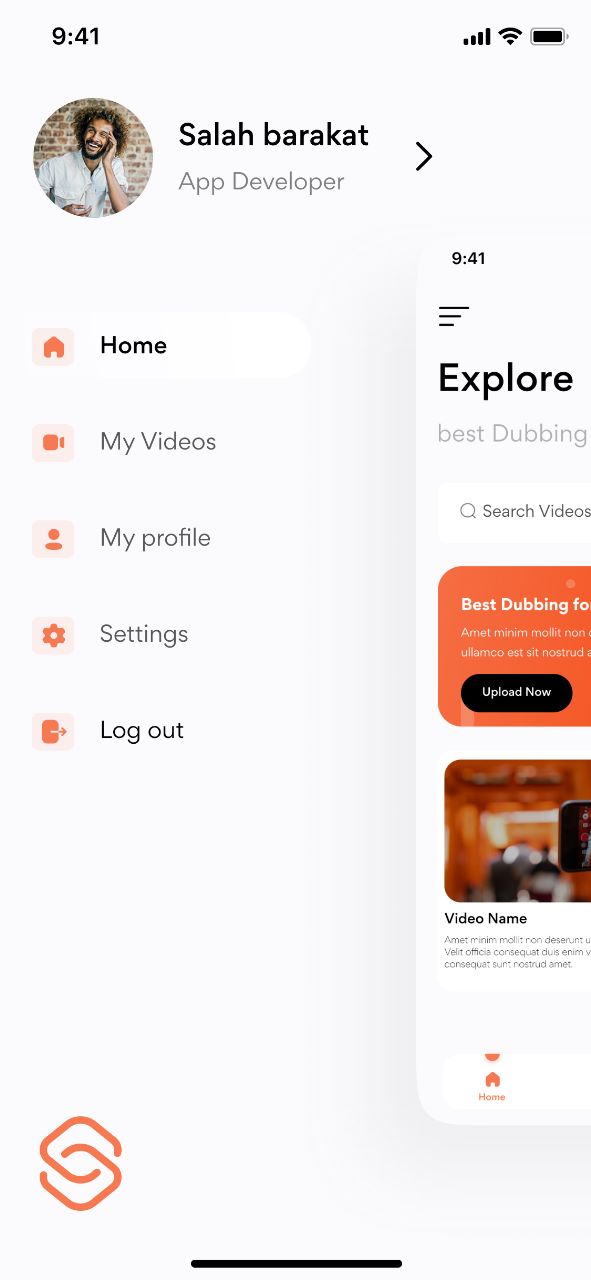 9:41
Salah barakat
App Developer
Home
My Videos
My profile
Settings
Log out
9:41
Explore
best Dubbing
Search Videos
Best Dubbing fo
Amet minim mollit non
ullamco est sit nostrud a
Upload Now
Video Name
Amet minim mollit non deserunt u
Velit officia consequat duis enim v
consequat sunt nostrud amet.
Home